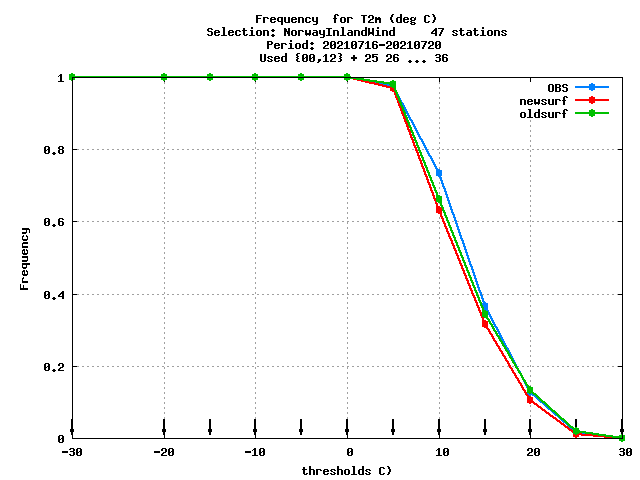 Frequency for T2m (deg C)
Selection: NorwayInlandWind 47 stations
Period: 20210716-20210720
Used {00,12} + 25 26 ... 36
OBS
newsurf
oldsurf
1
0.8
0.6
0.4
0.2
0
Frequency
-30 -20 -10 0 10 20 30
thresholds C)